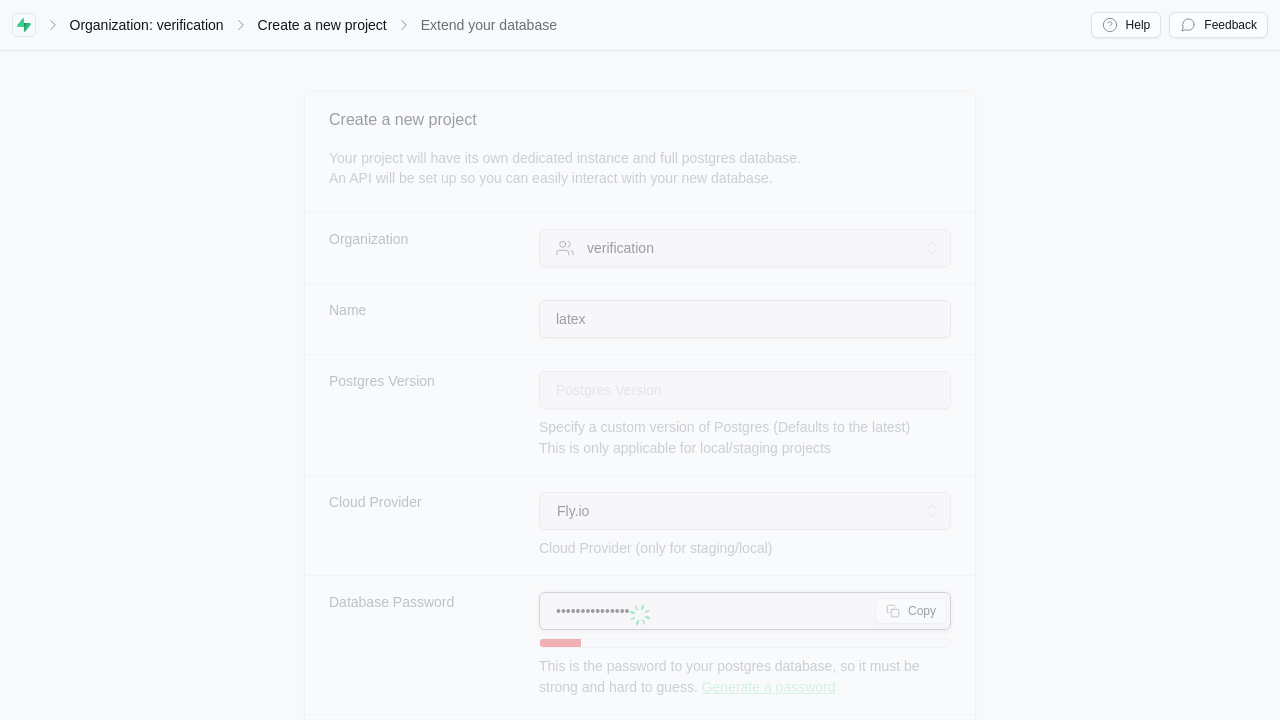 Organization: verification
Create a new project
Extend your database
Help
Feedback
Create a new project
Your project will have its own dedicated instance and full postgres database.
An API will be set up so you can easily interact with your new database.
Organization
verification
Name
latex
Postgres Version
Postgres Version
Specify a custom version of Postgres (Defaults to the latest)
This is only applicable for local/staging projects
Cloud Provider
Fly.io
Cloud Provider (only for staging/local)
Database Password
•••••••••••••••
Copy
This is the password to your postgres database, so it must be
strong and hard to guess. Generate a password